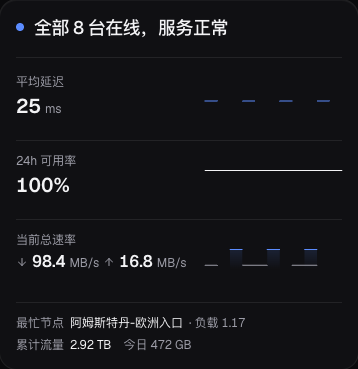 全部 8 台在线，服务正常
平均延迟
25 ms
24h 可用率
100%
当前总速率
↓ 98.4 MB/s ↑ 16.8 MB/s
最忙节点 阿姆斯特丹-欧洲入口 · 负载 1.17
累计流量 2.92 TB 今日 472 GB